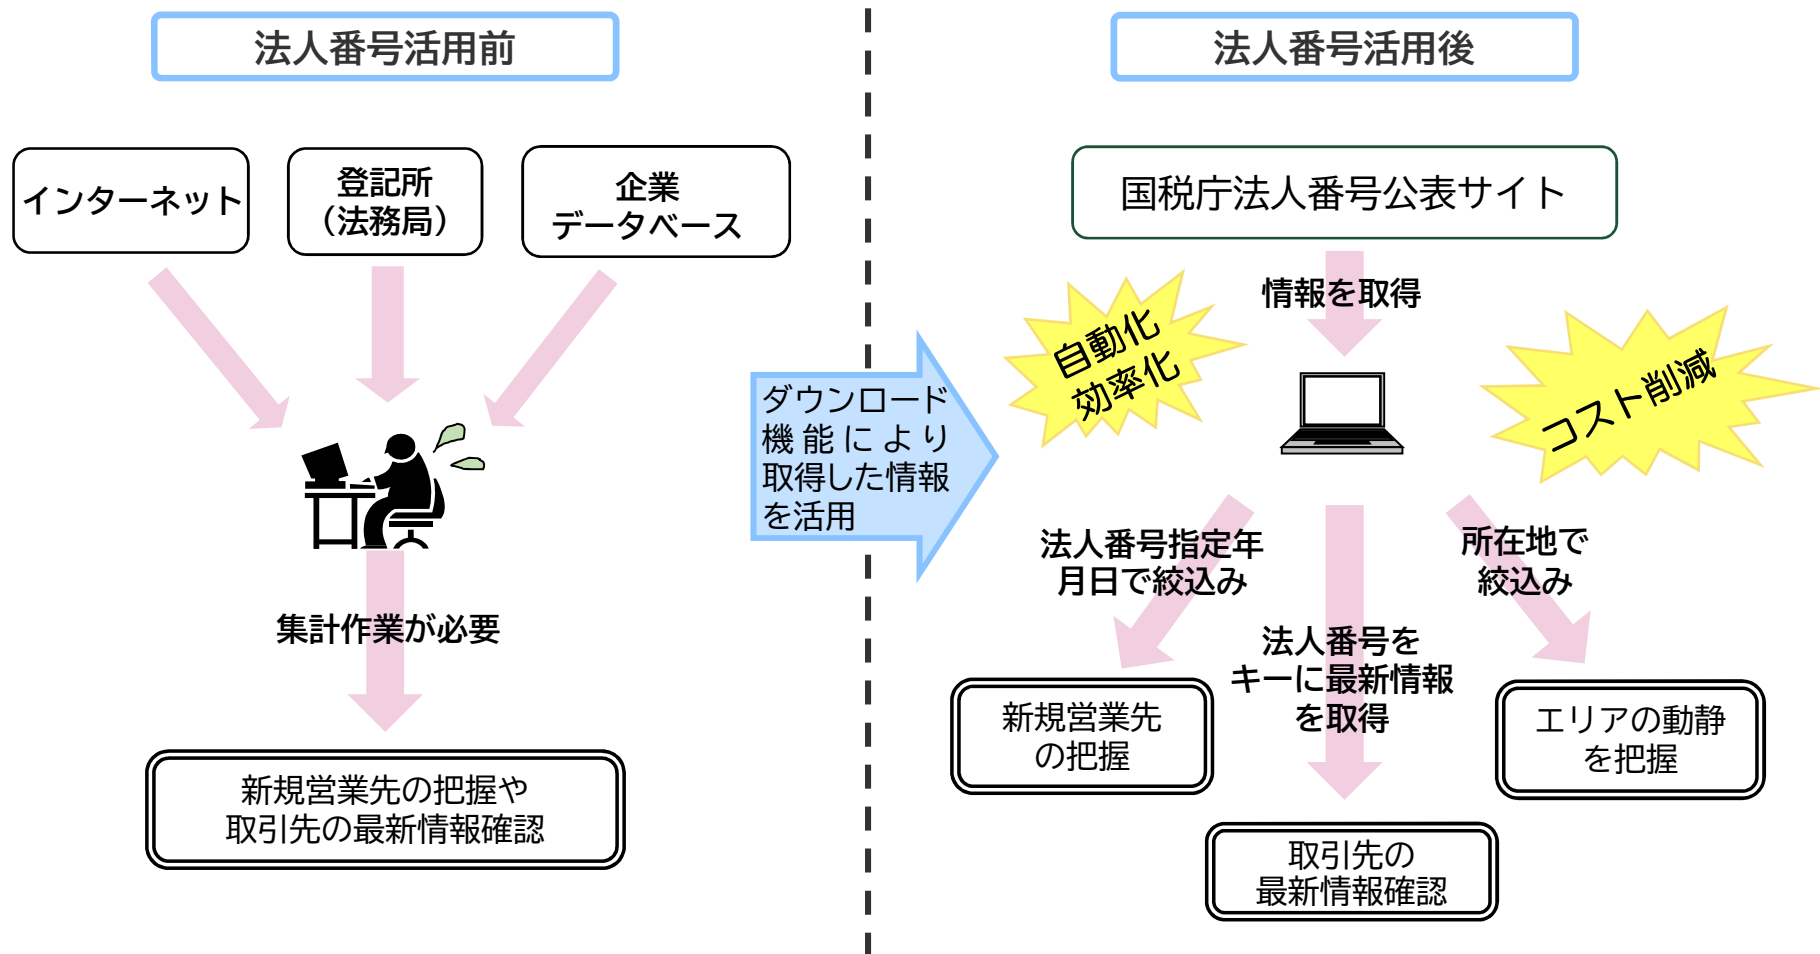 法人番号活用前
インターネット
登記所
（法務局）
企業
データベース
集計作業が必要
新規営業先の把握や
取引先の最新情報確認
ダウンロード
機能により
取得した情報
を活用
法人番号活用後
国税庁法人番号公表サイト
情報を取得
自動化
効率化
コスト削減
法人番号指定年
月日で絞込み
法人番号を
キーに最新情報
を取得
所在地で
絞込み
新規営業先
の把握
取引先の
最新情報確認
エリアの動静
を把握